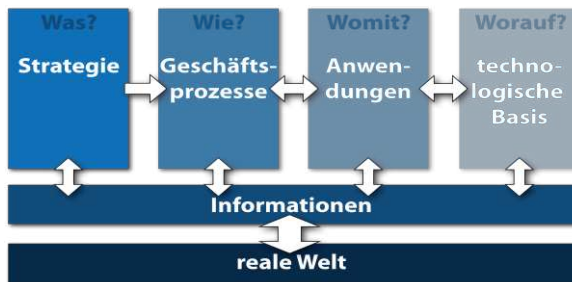 Was?
Strategie
Wie?
Geschäfts-
prozesse
Womit?
Anwen-
dungen
Worauf?
techno-
logische
Basis
Informationen
reale Welt